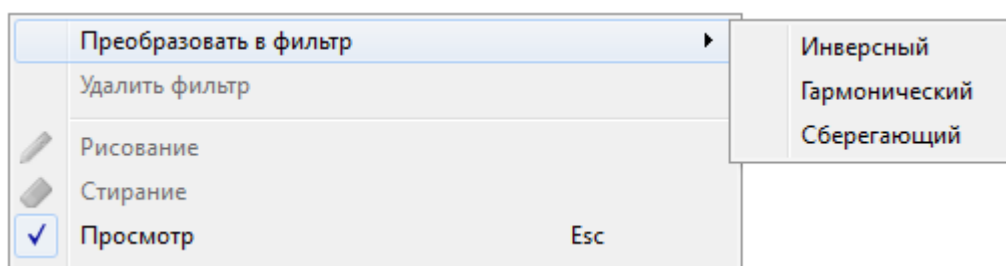 Преобразовать в фильтр
Удалить фильтр
Рисование
Стирание
Просмотр Esc
Инверсный
Гармонический
Сберегающий